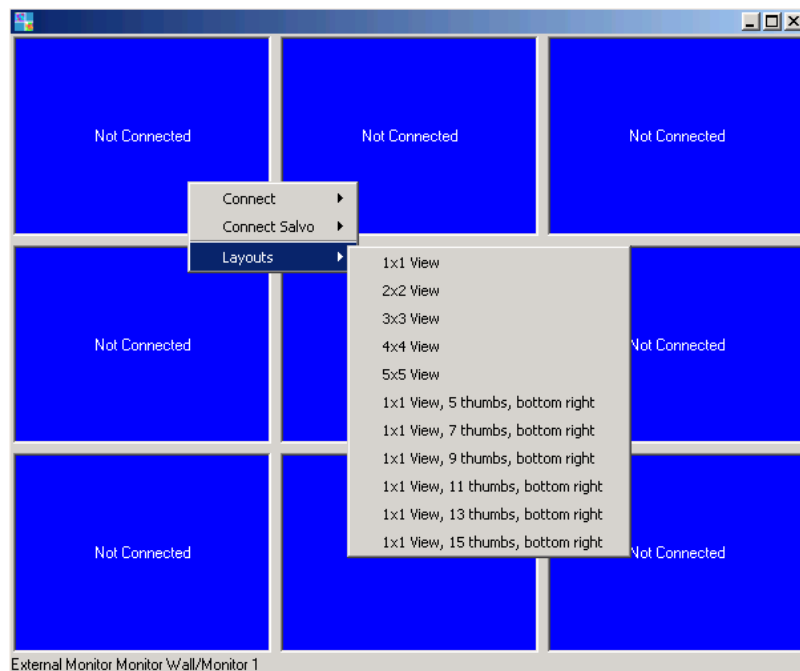 Not Connected
Not Connected
Not Connected
Connect
Connect Salvo
Layouts
1x1 View
2x2 View
3x3 View
4x4 View
5x5 View
1x1 View, 5 thumbs, bottom right
1x1 View, 7 thumbs, bottom right
1x1 View, 9 thumbs, bottom right
1x1 View, 11 thumbs, bottom right
1x1 View, 13 thumbs, bottom right
1x1 View, 15 thumbs, bottom right
Not Connected
Not Connected
Not Connected
Not Connected
External Monitor Monitor Wall/Monitor 1